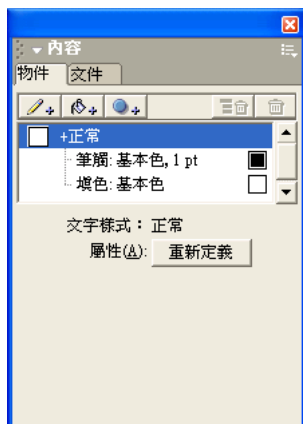 內容
物件 文件
+正常
筆觸: 基本色, 1 pt
填色: 基本色
文字樣式： 正常
屬性(A): 重新定義